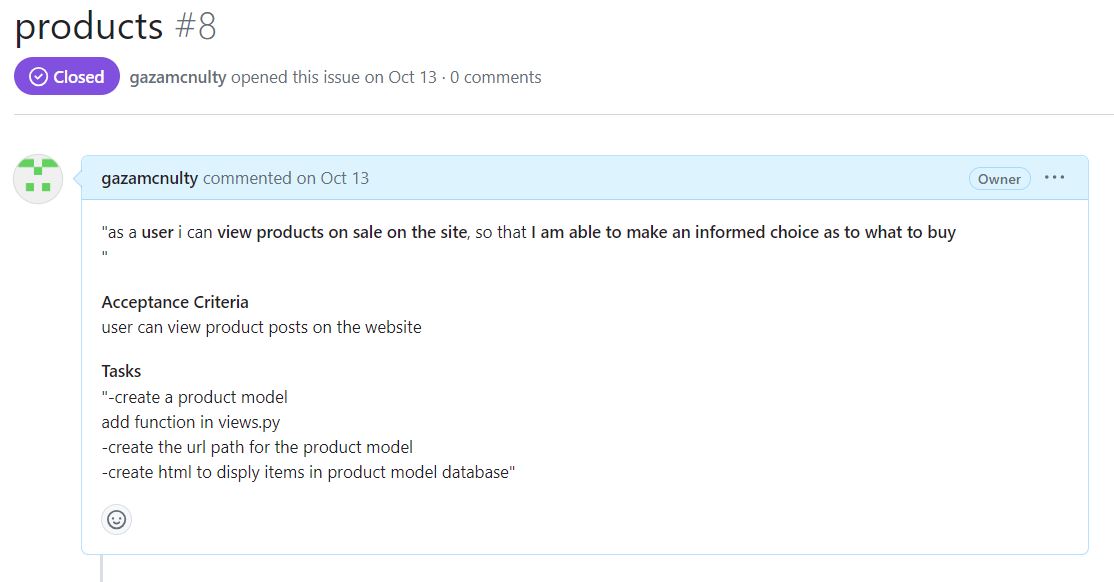 products #8
Closed gazamcnulty opened this issue on Oct 13 · 0 comments
gazamcnulty commented on Oct 13 Owner ...
"as a user i can view products on sale on the site, so that I am able to make an informed choice as to what to buy
"
Acceptance Criteria
user can view product posts on the website
Tasks
"-create a product model
add function in views.py
-create the url path for the product model
-create html to disply items in product model database"